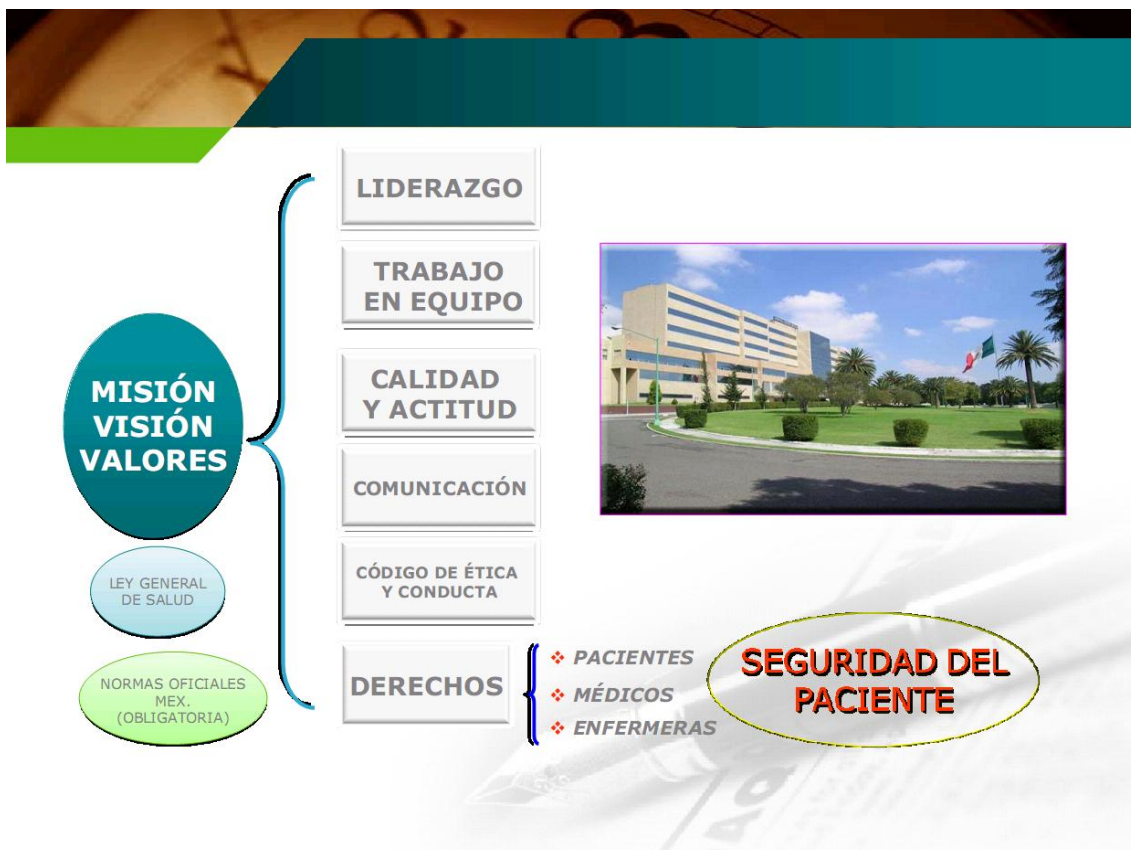 MISIÓN
VISIÓN
VALORES
LEY GENERAL
DE SALUD
NORMAS OFICIALES
MEX.
(OBLIGATORIA)
LIDERAZGO
TRABAJO
EN EQUIPO
CALIDAD
Y ACTITUD
COMUNICACIÓN
CÓDIGO DE ÉTICA
Y CONDUCTA
DERECHOS
PACIENTES
MÉDICOS
ENFERMERAS
SEGURIDAD DEL
PACIENTE